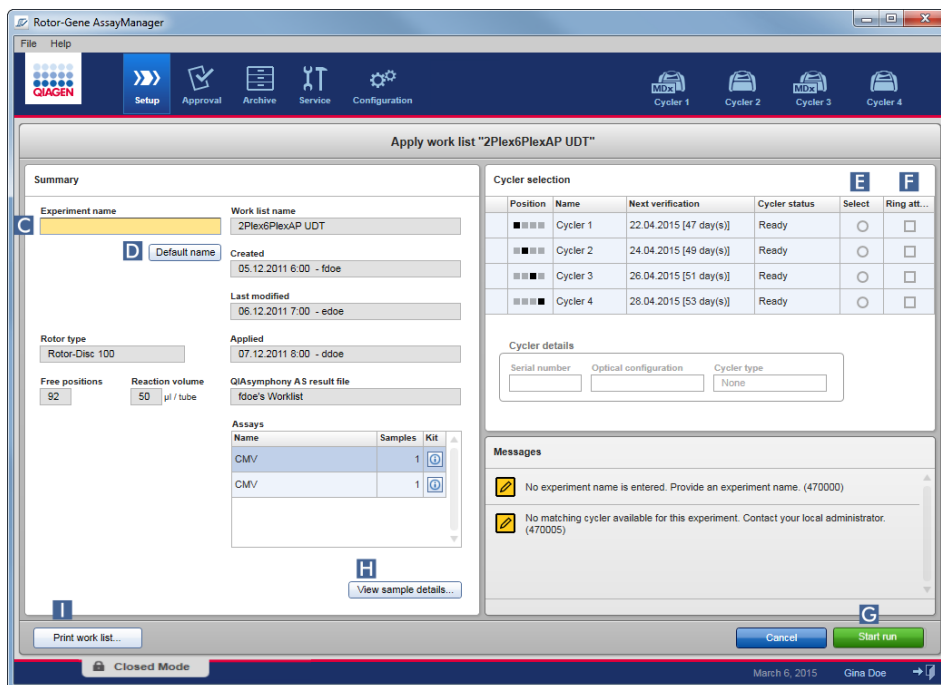 Rotor-Gene AssayManager
File Help
QIAGEN
Setup
Approval
Archive
Service
Configuration
MDx
Cycler 1
Cycler 2
MDx
Cycler 3
Cycler 4
Apply work list "2Plex6PlexAP UDT"
Summary
Experiment name
C
D
Default name
Work list name
2Plex6PlexAP UDT
Created
05.12.2011 6:00 - fdoe
Last modified
06.12.2011 7:00 - edoe
Rotor type
Rotor-Disc 100
Applied
07.12.2011 8:00 - ddoe
Free positions
92
Reaction volume
50 µl / tube
QIAsymphony AS result file
fdoe's Worklist
Assays
Name Samples Kit
CMV 1
CMV 1
H
View sample details...
I
Print work list...
Cycler selection
E
F
Position Name Next verification Cycler status Select Ring att...
Cycler 1 22.04.2015 [47 day(s)] Ready
Cycler 2 24.04.2015 [49 day(s)] Ready
Cycler 3 26.04.2015 [51 day(s)] Ready
Cycler 4 28.04.2015 [53 day(s)] Ready
Cycler details
Serial number Optical configuration Cycler type
None
Messages
No experiment name is entered. Provide an experiment name. (470000)
No matching cycler available for this experiment. Contact your local administrator.
(470005)
G
Cancel
Start run
Closed Mode
March 6, 2015
Gina Doe